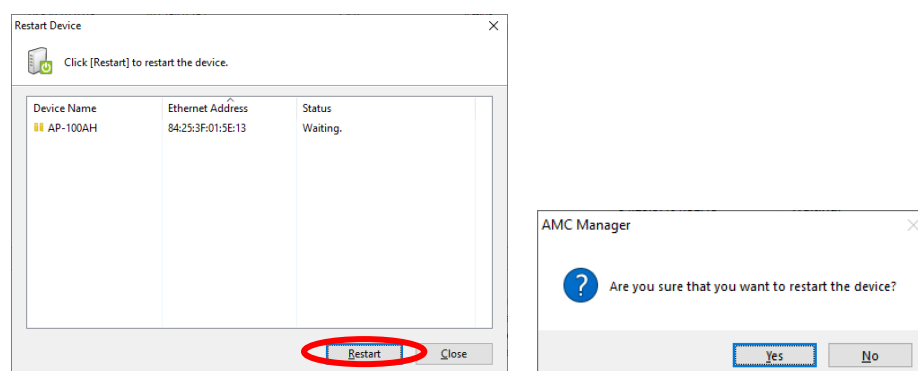 Restart Device
Click [Restart] to restart the device.
Device Name Ethernet Address Status
AP-100AH 84:25:3F:01:5E:13 Waiting.
Restart Close
AMC Manager
Are you sure that you want to restart the device?
Yes No